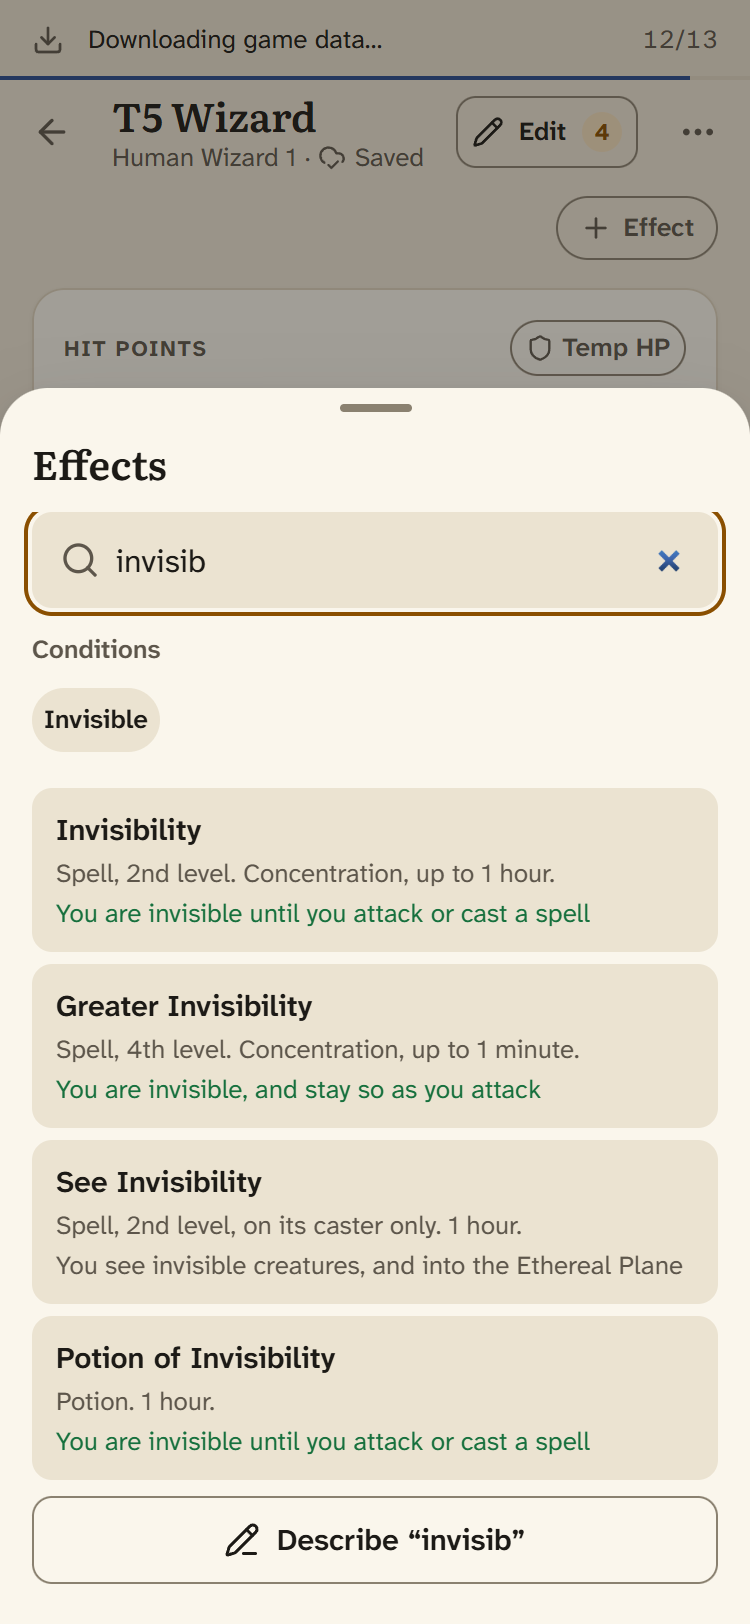 Downloading game data...
12/13
T5 Wizard
Human Wizard 1 · Saved
Edit 4
Effect
HIT POINTS
Temp HP
Effects
invisib
Conditions
Invisible
Invisibility
Spell, 2nd level. Concentration, up to 1 hour.
You are invisible until you attack or cast a spell
Greater Invisibility
Spell, 4th level. Concentration, up to 1 minute.
You are invisible, and stay so as you attack
See Invisibility
Spell, 2nd level, on its caster only. 1 hour.
You see invisible creatures, and into the Ethereal Plane
Potion of Invisibility
Potion. 1 hour.
You are invisible until you attack or cast a spell
Describe “invisib”